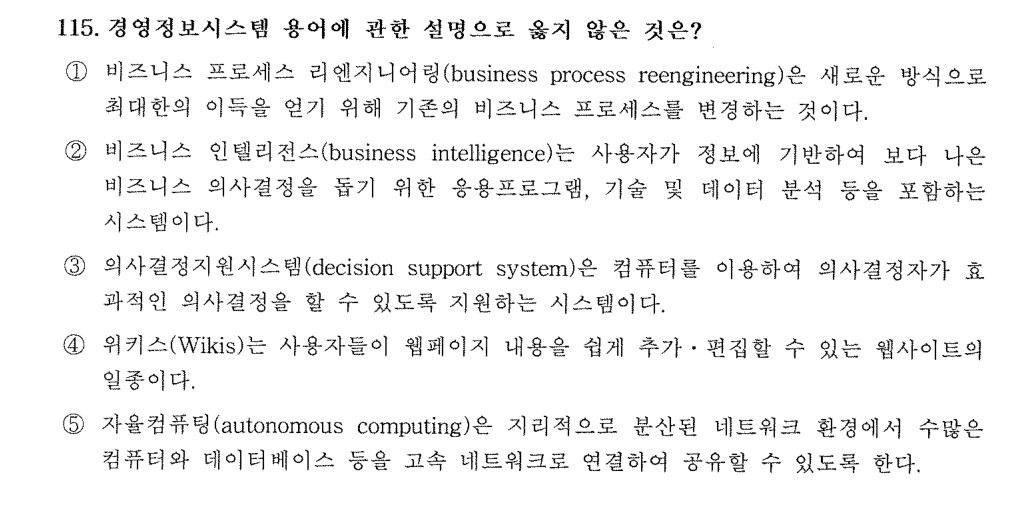 115. 경영정보시스템 용어에 관한 설명으로 옳지 않은 것은?
① 비즈니스 프로세스 리엔지니어링(business process reengineering)은 새로운 방식으로
최대한의 이득을 얻기 위해 기존의 비즈니스 프로세스를 변경하는 것이다.
② 비즈니스 인텔리전스(business intelligence)는 사용자가 정보에 기반하여 보다 나은
비즈니스 의사결정을 돕기 위한 응용프로그램, 기술 및 데이터 분석 등을 포함하는
시스템이다.
③ 의사결정지원시스템(decision support system)은 컴퓨터를 이용하여 의사결정자가 효
과적인 의사결정을 할 수 있도록 지원하는 시스템이다.
④ 위키스(Wikis)는 사용자들이 웹페이지 내용을 쉽게 추가·편집할 수 있는 웹사이트의
일종이다.
⑤ 자율컴퓨팅(autonomous computing)은 지리적으로 분산된 네트워크 환경에서 수많은
컴퓨터와 데이터베이스 등을 고속 네트워크로 연결하여 공유할 수 있도록 한다.